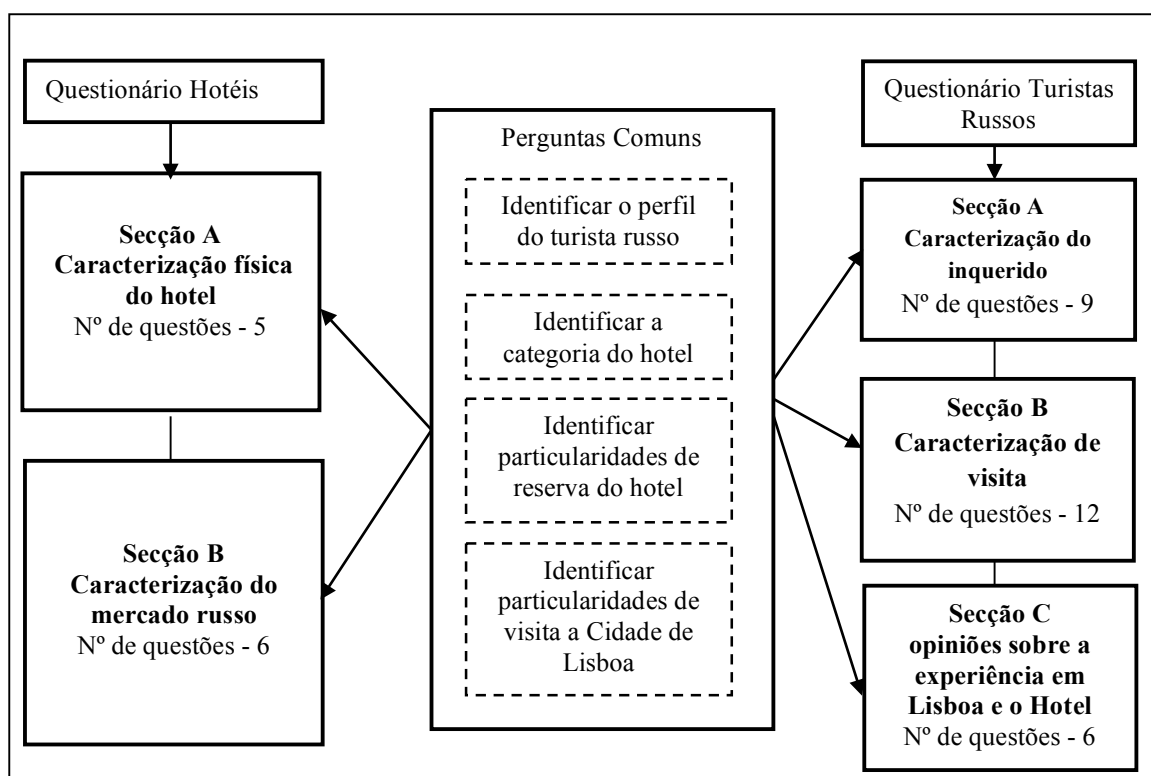 Questionário Hotéis
Secção A
Caracterização física
do hotel
Nº de questões - 5
Secção B
Caracterização do
mercado russo
Nº de questões - 6
Perguntas Comuns
Identificar o perfil
do turista russo
Identificar a
categoria do hotel
Identificar
particularidades de
reserva do hotel
Identificar
particularidades de
visita a Cidade de
Lisboa
Questionário Turistas
Russos
Secção A
Caracterização do
inquerido
Nº de questões - 9
Secção B
Caracterização de
visita
Nº de questões - 12
Secção C
opiniões sobre a
experiência em
Lisboa e o Hotel
Nº de questões - 6